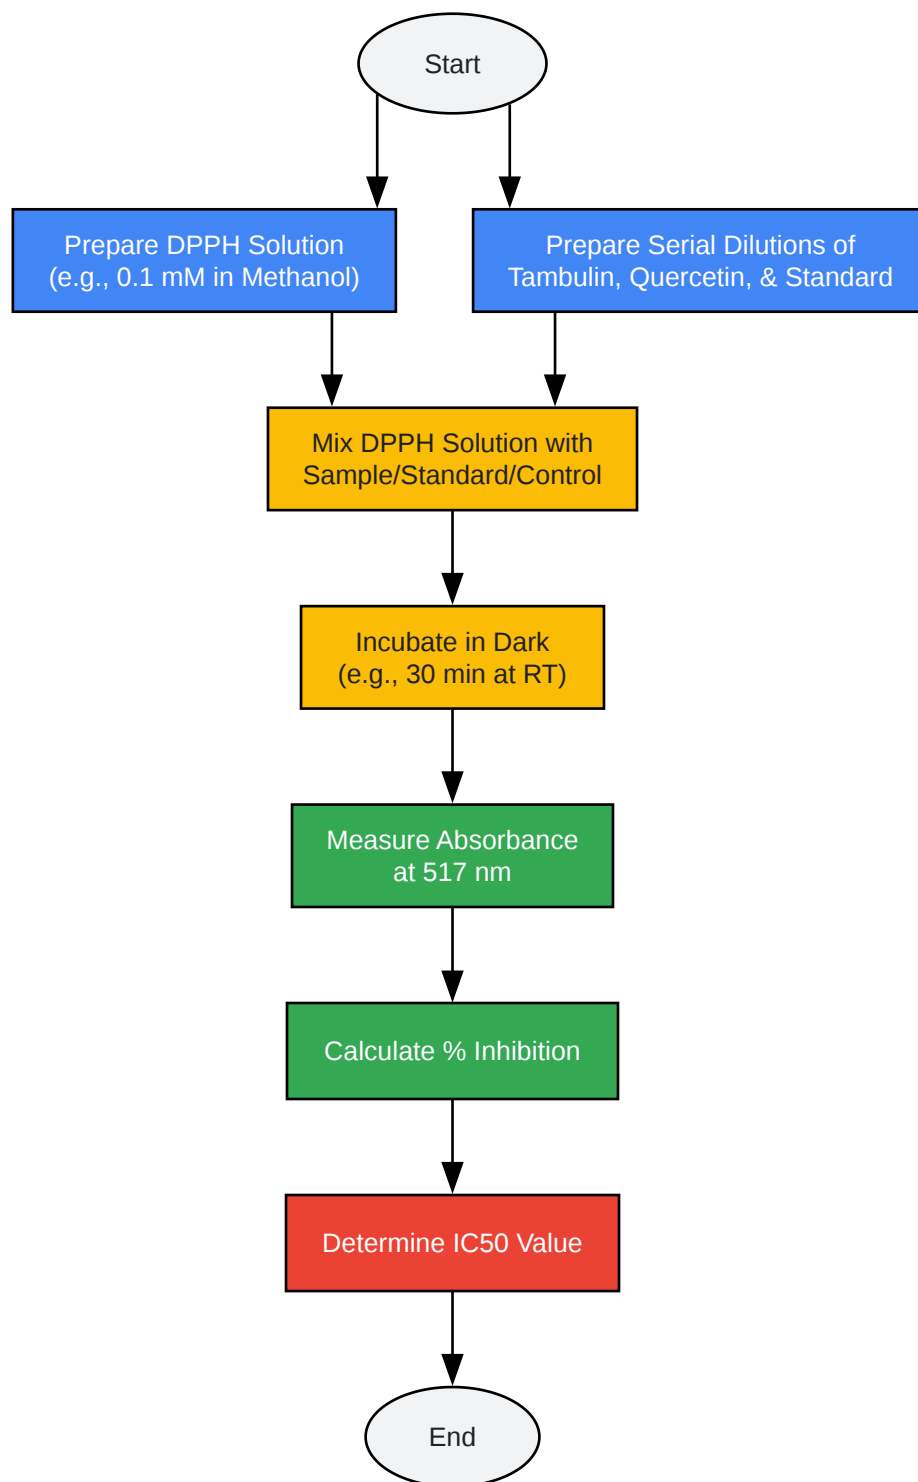 Start
Prepare DPPH Solution
(e.g., 0.1 mM in Methanol)
Prepare Serial Dilutions of
Tambulin, Quercetin, & Standard
Mix DPPH Solution with
Sample/Standard/Control
Incubate in Dark
(e.g., 30 min at RT)
Measure Absorbance
at 517 nm
Calculate % Inhibition
Determine IC50 Value
End